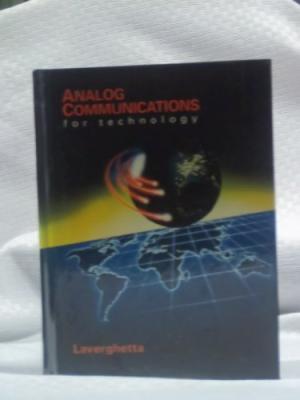 ANALOG
COMMUNICATIONS
for technology
Laverghetta